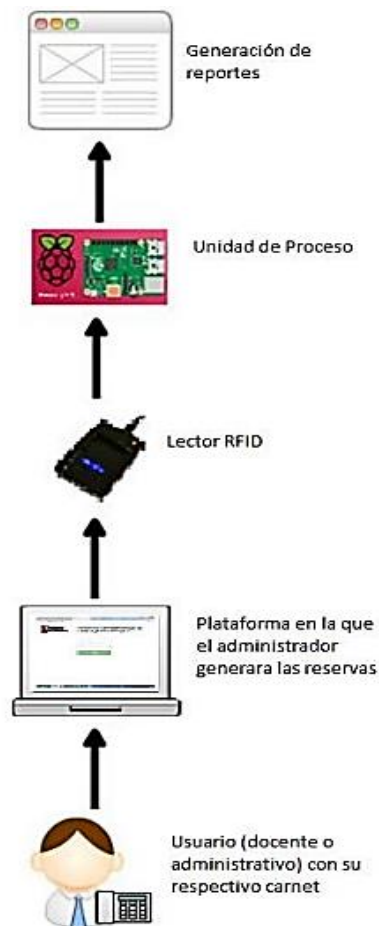 Generación de
reportes
Unidad de Proceso
Lector RFID
Plataforma en la que
el administrador
generara las reservas
Usuario (docente o
administrativo) con su
respectivo carnet